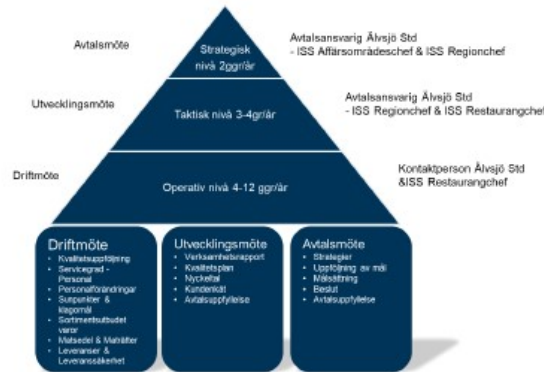 Avtalsmöte
Strategisk
nivå 2ggr/år
Avtalsansvarig Älvsjö Std
- ISS Affärsområdeschef & ISS Regionchef
Utvecklingsmöte
Taktisk nivå 3-4gr/år
Avtalsansvarig Älvsjö Std
- ISS Regionchef & ISS Restaurangchef
Driftmöte
Operativ nivå 4-12 ggr/år
Kontaktperson Älvsjö Std
&ISS Restaurangchef
Driftmöte
• Kvalitetsuppföljning
• Servicegrad -
Personal
• Personalförändringar
• Synpunkter &
klagomål
• Sortimentsutbudet
varor
• Matsedel & Maträtter
• Leveranser &
Leveranssäkerhet
Utvecklingsmöte
• Verksamhetsrapport
• Kvalitetsplan
• Nyckeltal
• Kundenkät
• Avtalsuppfyllelse
Avtalsmöte
• Strategier
• Uppföljning av mål
• Målsättning
• Beslut
• Avtalsuppfyllelse